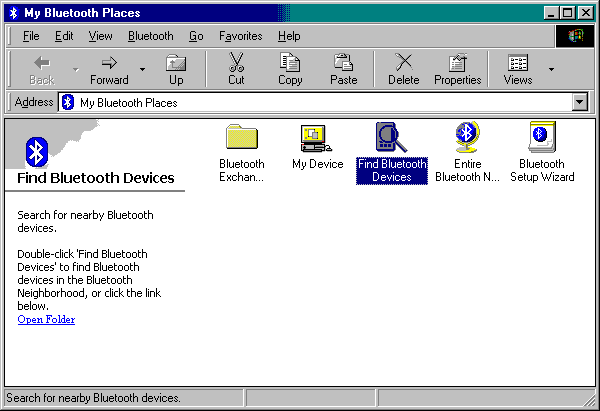 My Bluetooth Places
File Edit View Bluetooth Go Favorites Help
Back Forward Up Cut Copy Paste Delete Properties Views
Address My Bluetooth Places
Find Bluetooth Devices
Search for nearby Bluetooth
devices.
Double-click 'Find Bluetooth
Devices' to find Bluetooth
devices in the Bluetooth
Neighborhood, or click the link
below.
Open Folder
Bluetooth
Exchan...
My Device
Find Bluetooth
Devices
Entire
Bluetooth N...
Bluetooth
Setup Wizard
Search for nearby Bluetooth devices.